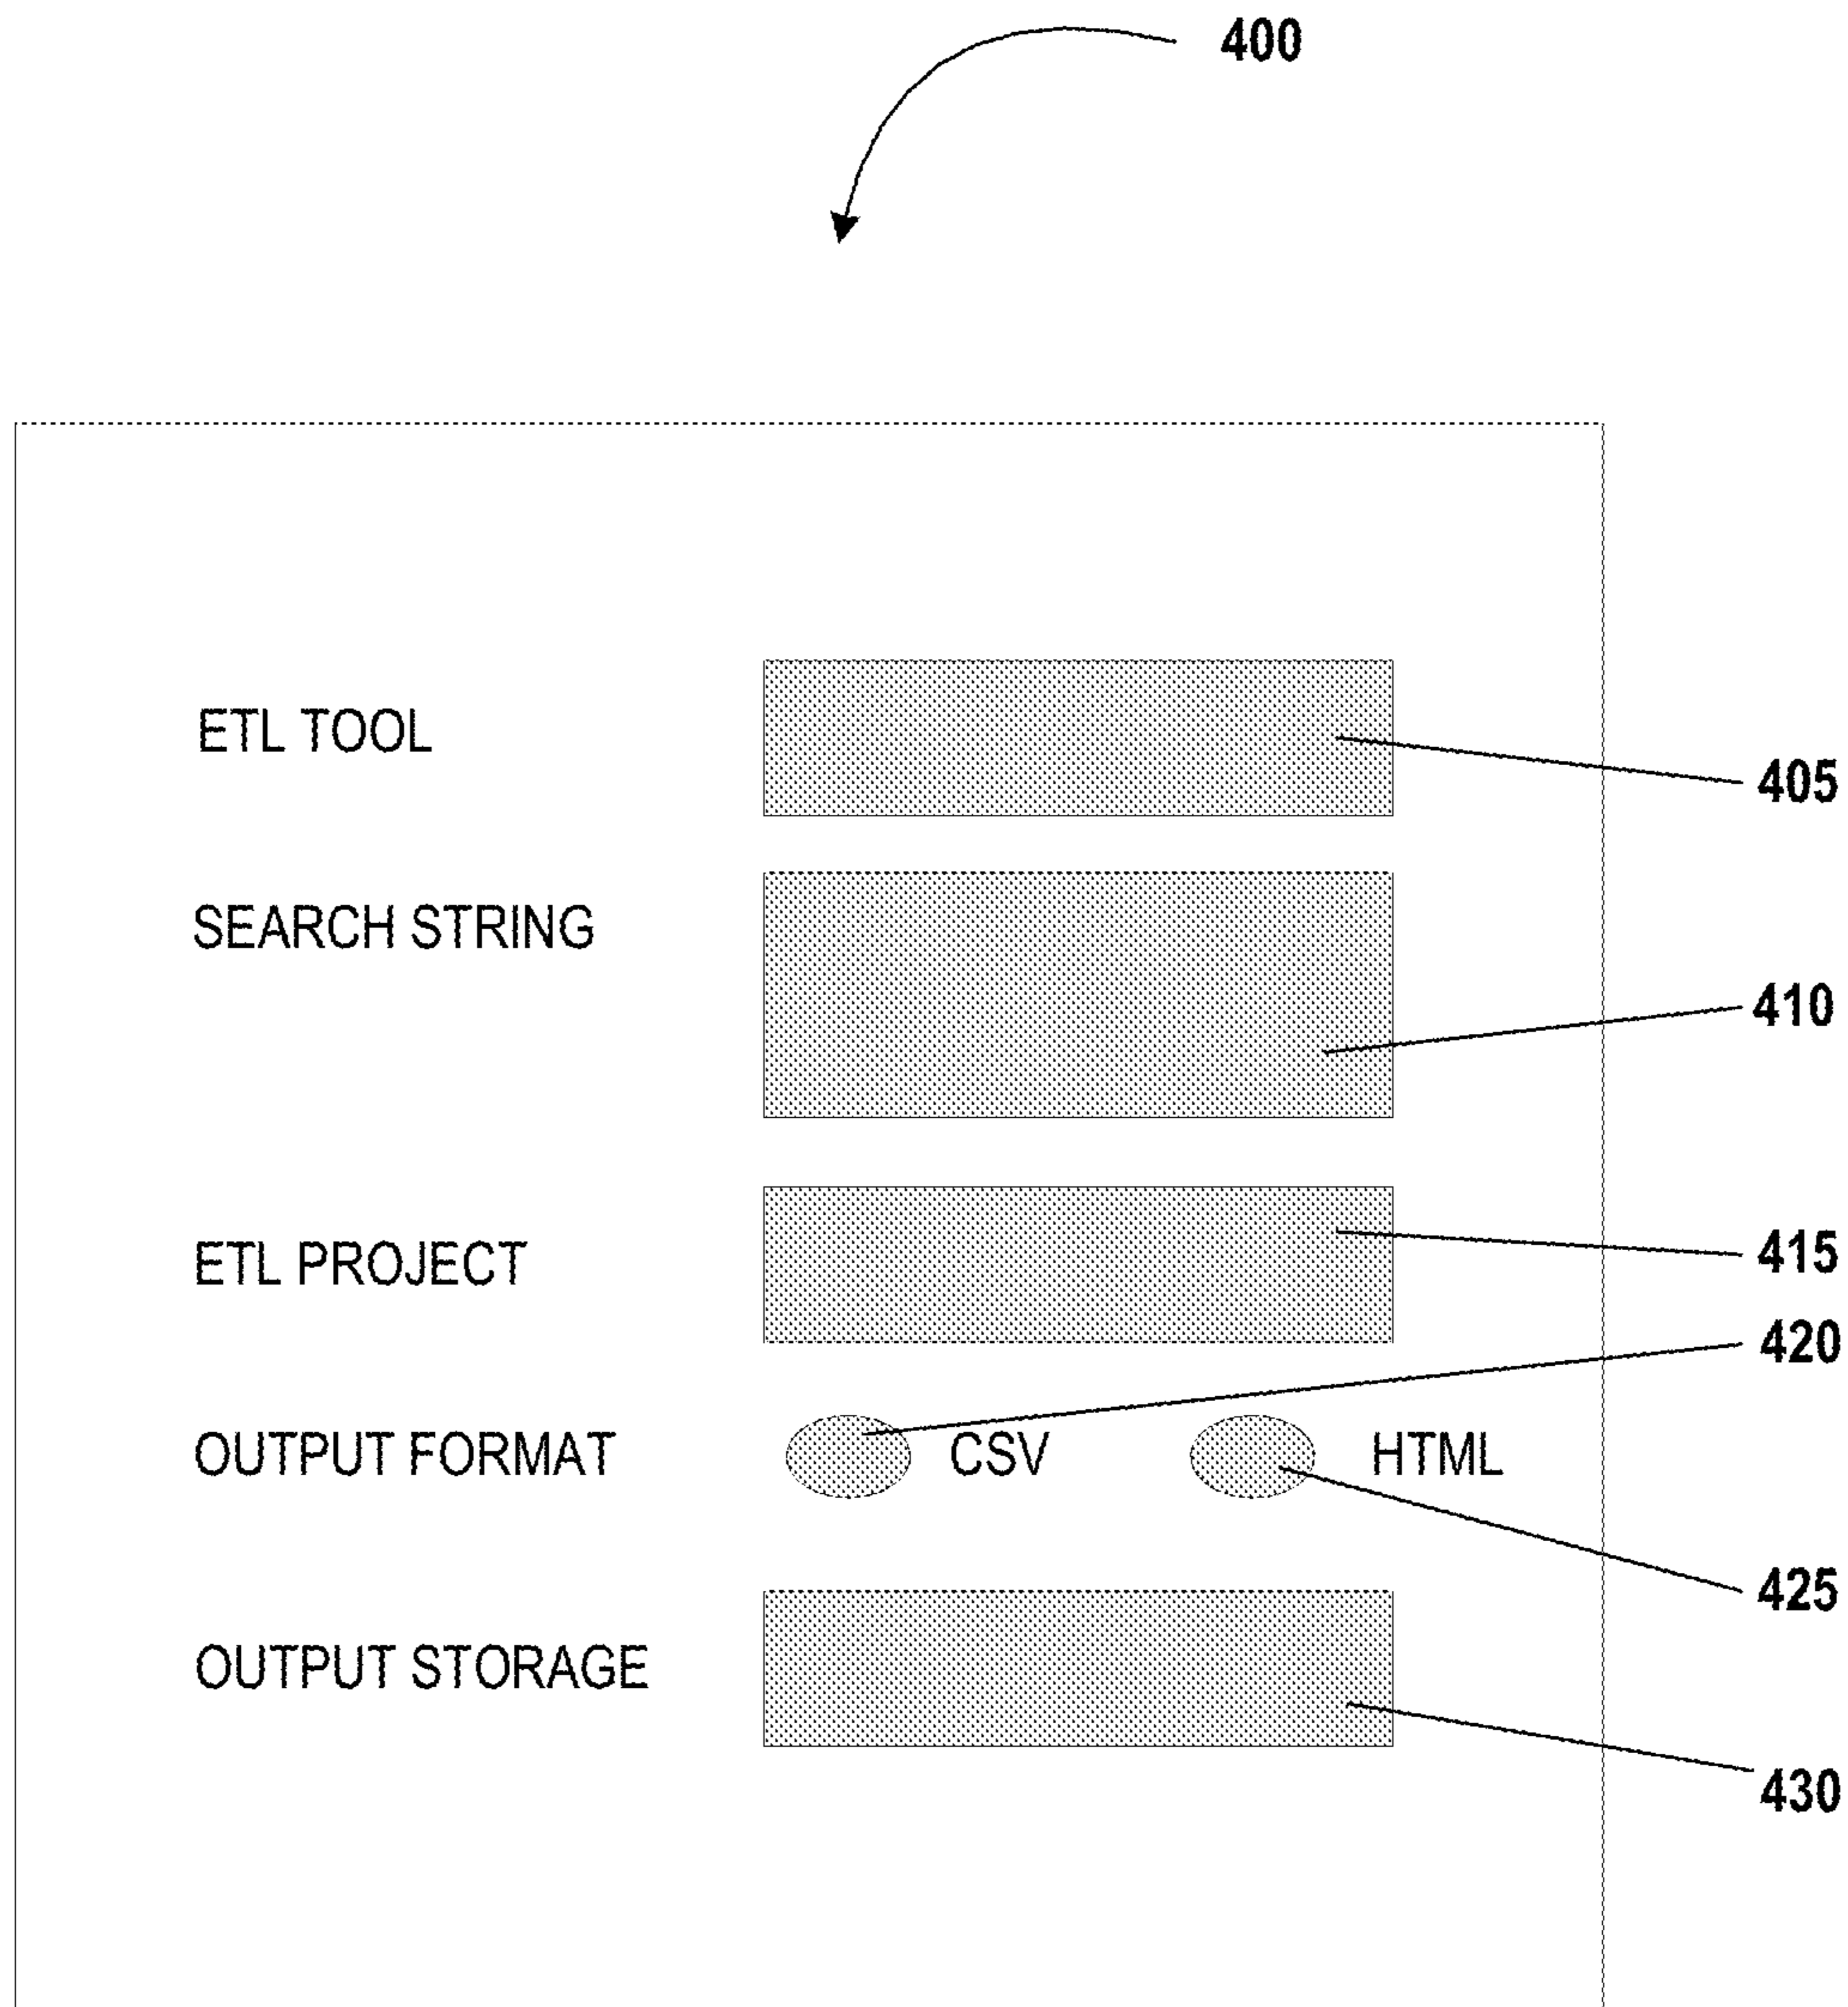 400
ETL TOOL
405
SEARCH STRING
410
ETL PROJECT
415
420
OUTPUT FORMAT CSV HTML
425
OUTPUT STORAGE
430